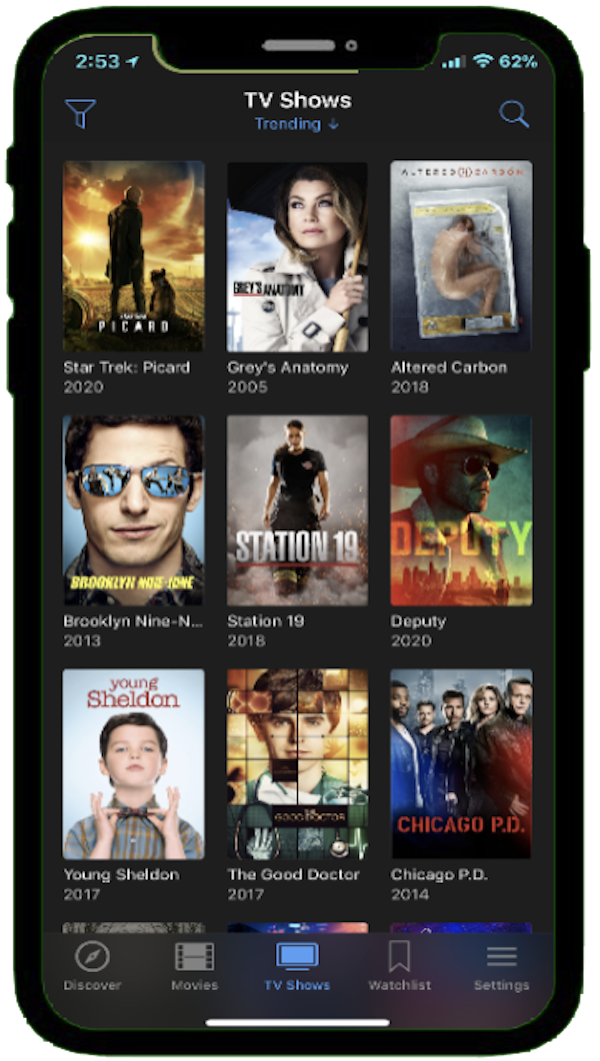 2:53
62%
TV Shows
Trending ↓
PICARD
GREY'S ANATOMY
ALTERED CARBON
Star Trek: Picard
Grey's Anatomy
Altered Carbon
2020
2005
2018
BROOKLYN NINE-NINE
STATION 19
DEPUTY
Brooklyn Nine-N...
Station 19
Deputy
2013
2018
2020
young
Sheldon
THE
GOOD DOCTOR
CHICAGO P.D.
Young Sheldon
The Good Doctor
Chicago P.D.
2017
2017
2014
Discover
Movies
TV Shows
Watchlist
Settings